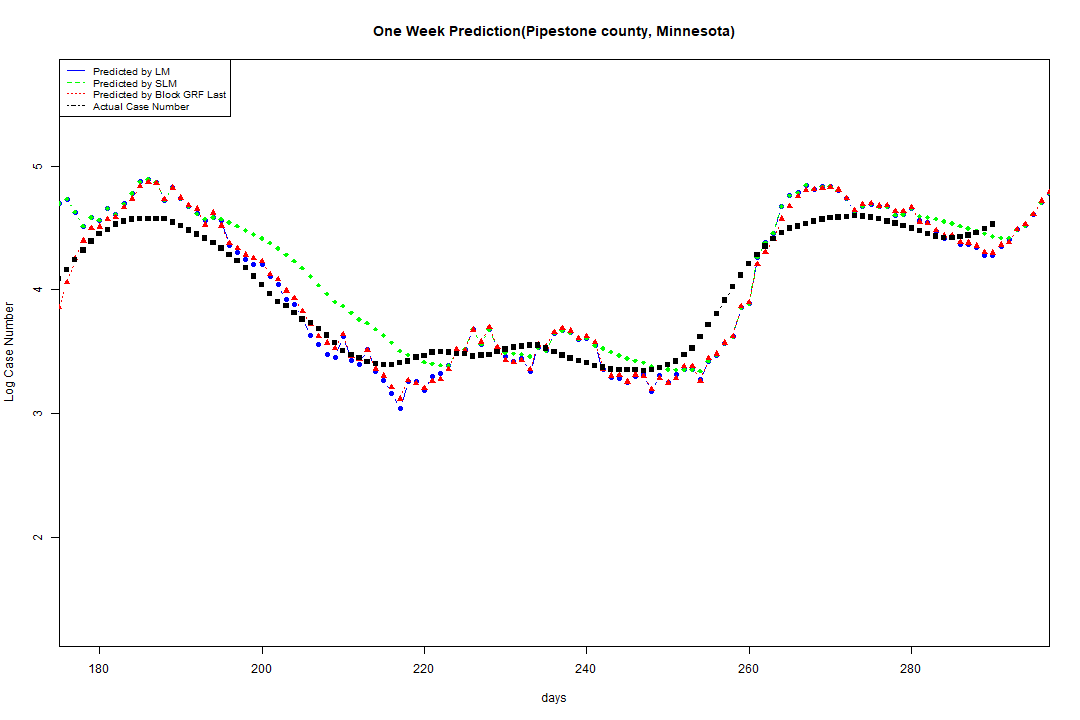 One Week Prediction(Pipestone county, Minnesota)
Predicted by LM
Predicted by SLM
Predicted by Block GRF Last
Actual Case Number
5
4
3
2
Log Case Number
180 200 220 240 260 280
days